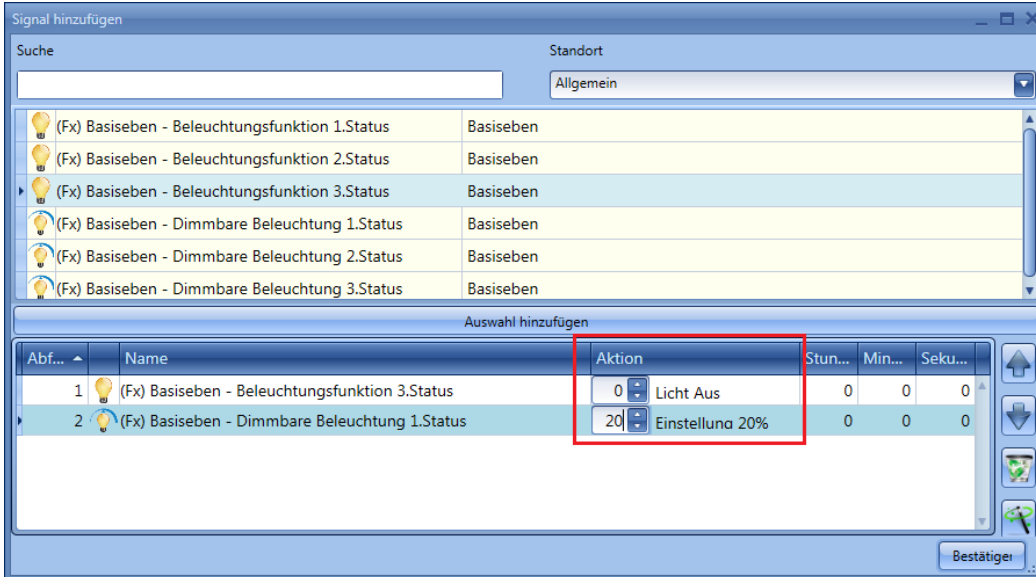 Signal hinzufügen
Suche Standort
Allgemein
(Fx) Basiseben - Beleuchtungsfunktion 1.Status Basiseben
(Fx) Basiseben - Beleuchtungsfunktion 2.Status Basiseben
(Fx) Basiseben - Beleuchtungsfunktion 3.Status Basiseben
(Fx) Basiseben - Dimmbare Beleuchtung 1.Status Basiseben
(Fx) Basiseben - Dimmbare Beleuchtung 2.Status Basiseben
(Fx) Basiseben - Dimmbare Beleuchtung 3.Status Basiseben
Auswahl hinzufügen
Abf... Name Aktion Stun... Min... Seku...
1 (Fx) Basiseben - Beleuchtungsfunktion 3.Status 0 Licht Aus 0 0 0
2 (Fx) Basiseben - Dimmbare Beleuchtung 1.Status 20 Einstellung 20% 0 0 0
Bestätiger